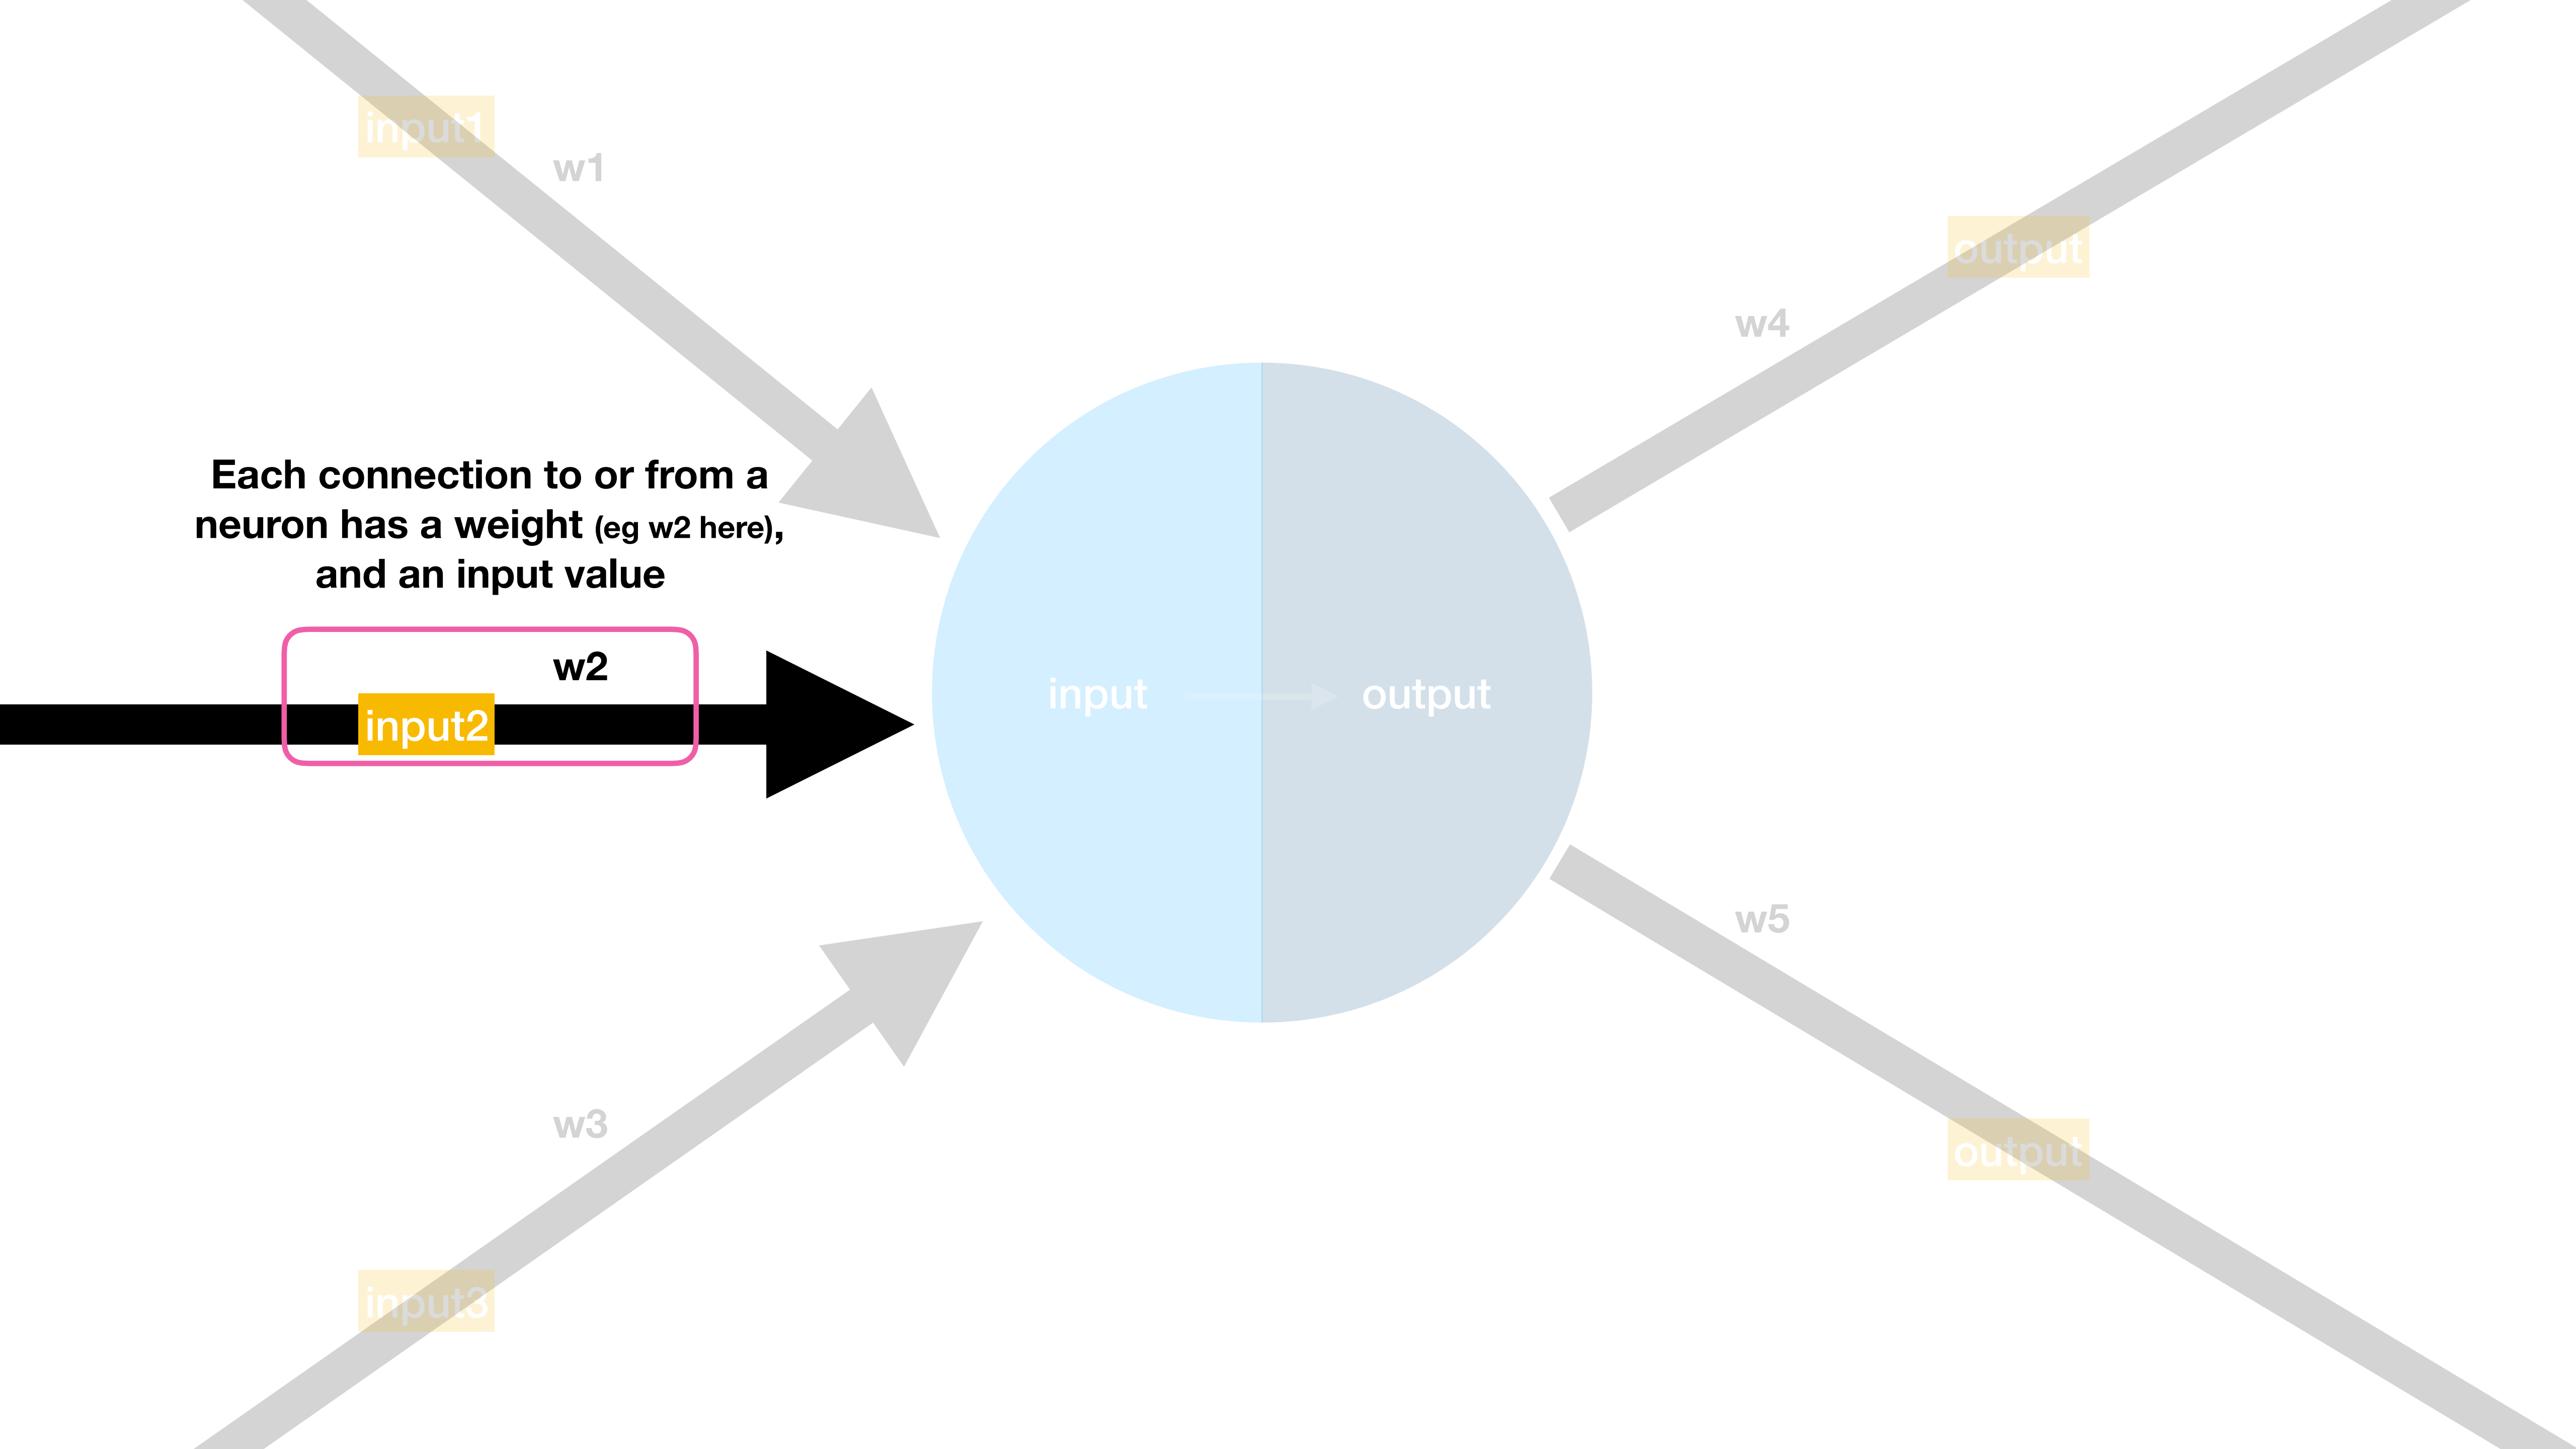 input1
w1
output
w4
Each connection to or from a
neuron has a weight (eg w2 here),
and an input value
w2
input2
input
output
w5
w3
output
input3